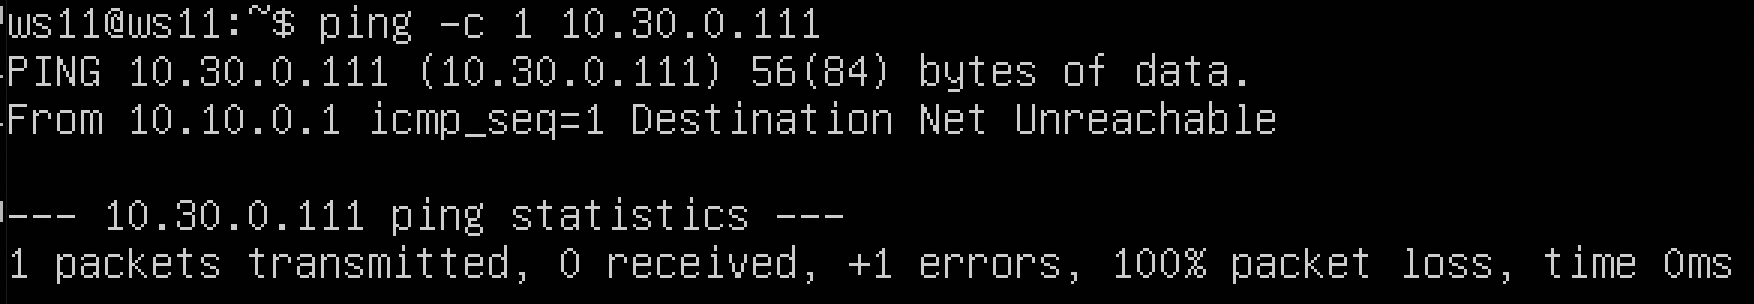 ws11@ws11:~$ ping -c 1 10.30.0.111
PING 10.30.0.111 (10.30.0.111) 56(84) bytes of data.
From 10.10.0.1 icmp_seq=1 Destination Net Unreachable
--- 10.30.0.111 ping statistics ---
1 packets transmitted, 0 received, +1 errors, 100% packet loss, time 0ms